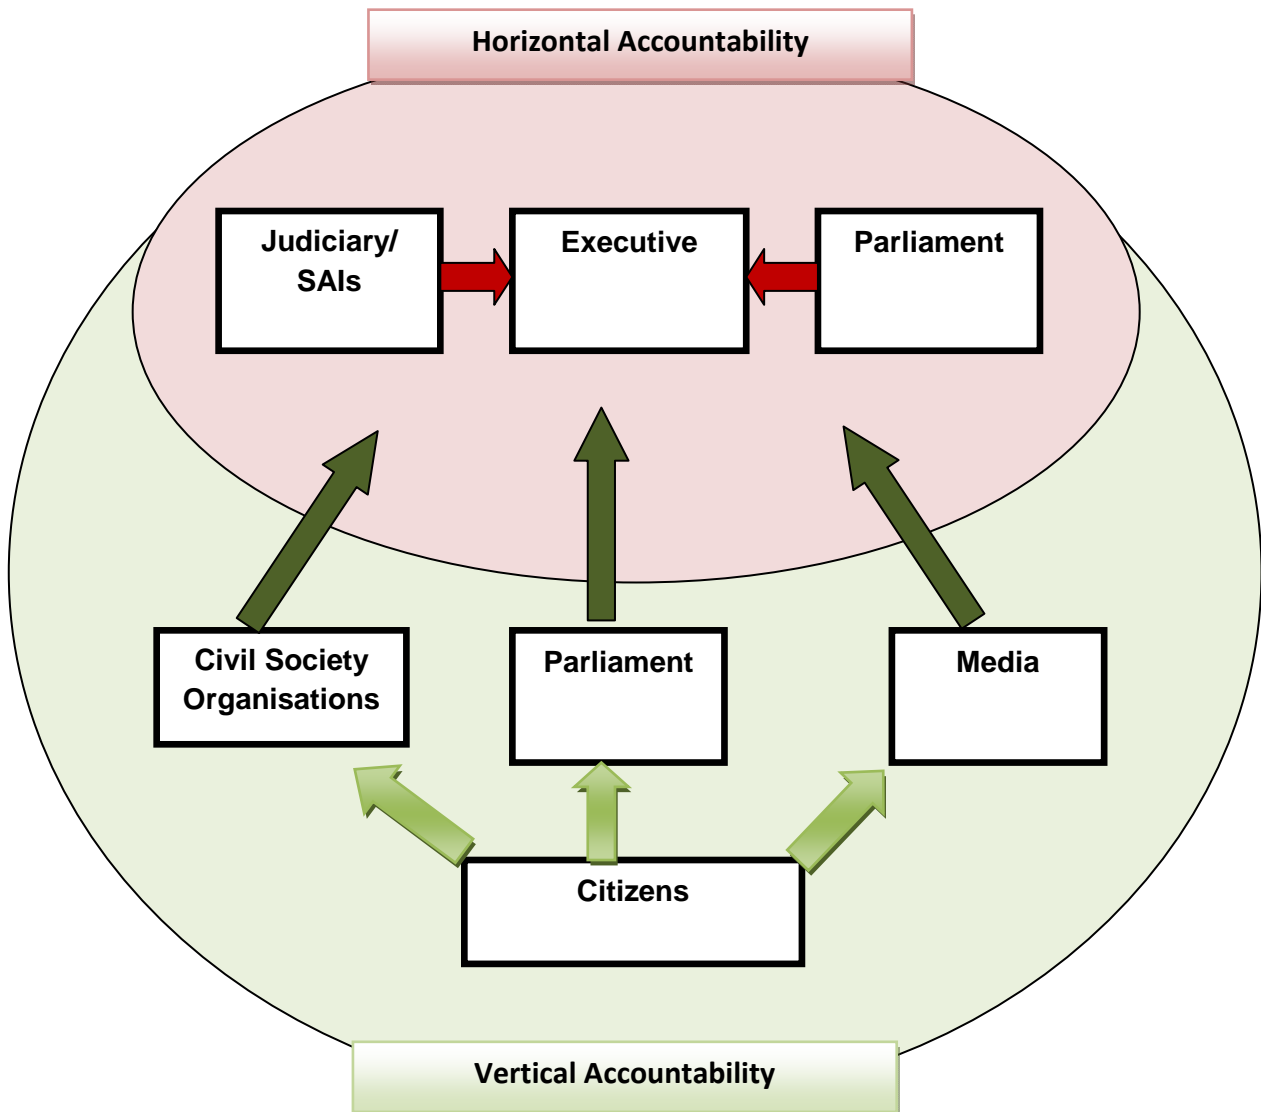 Horizontal Accountability
Judiciary/
SAIs
Executive
Parliament
Civil Society
Organisations
Parliament
Media
Citizens
Vertical Accountability